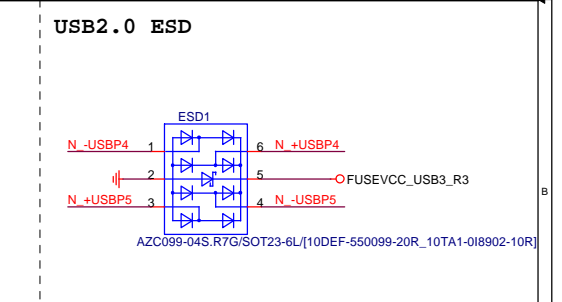 USB2.0 ESD
ESD1
N_-USBP4 1 6 N_+USBP4
2 5 FUSEVCC_USB3_R3
N_+USBP5 3 4 N_-USBP5
B
AZC099-04S.R7G/SOT23-6L/[10DEF-550099-20R_10TA1-0I8902-10R]